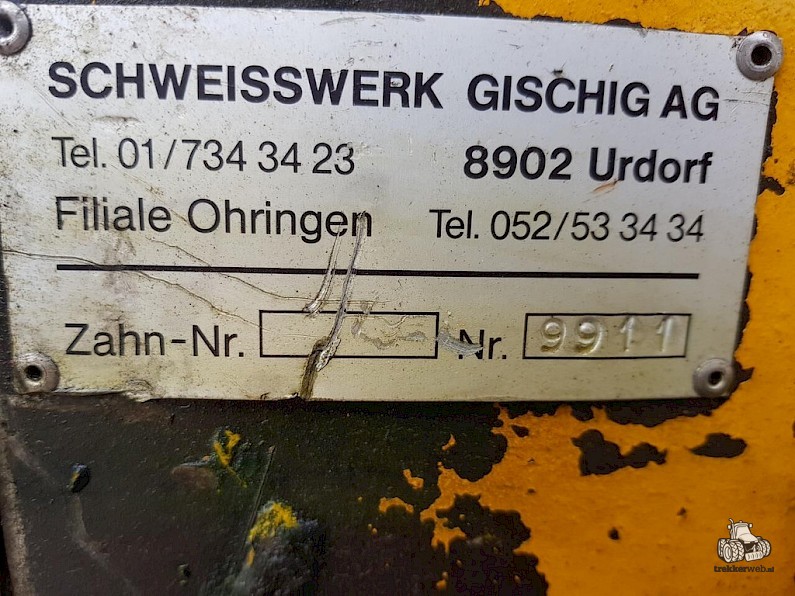 SCHWEISSWERK GISCHIG AG
Tel. 01/734 34 23 8902 Urdorf
Filiale Ohringen Tel. 052/53 34 34
Zahn-Nr. Nr. 9911
trekkerweb.nl